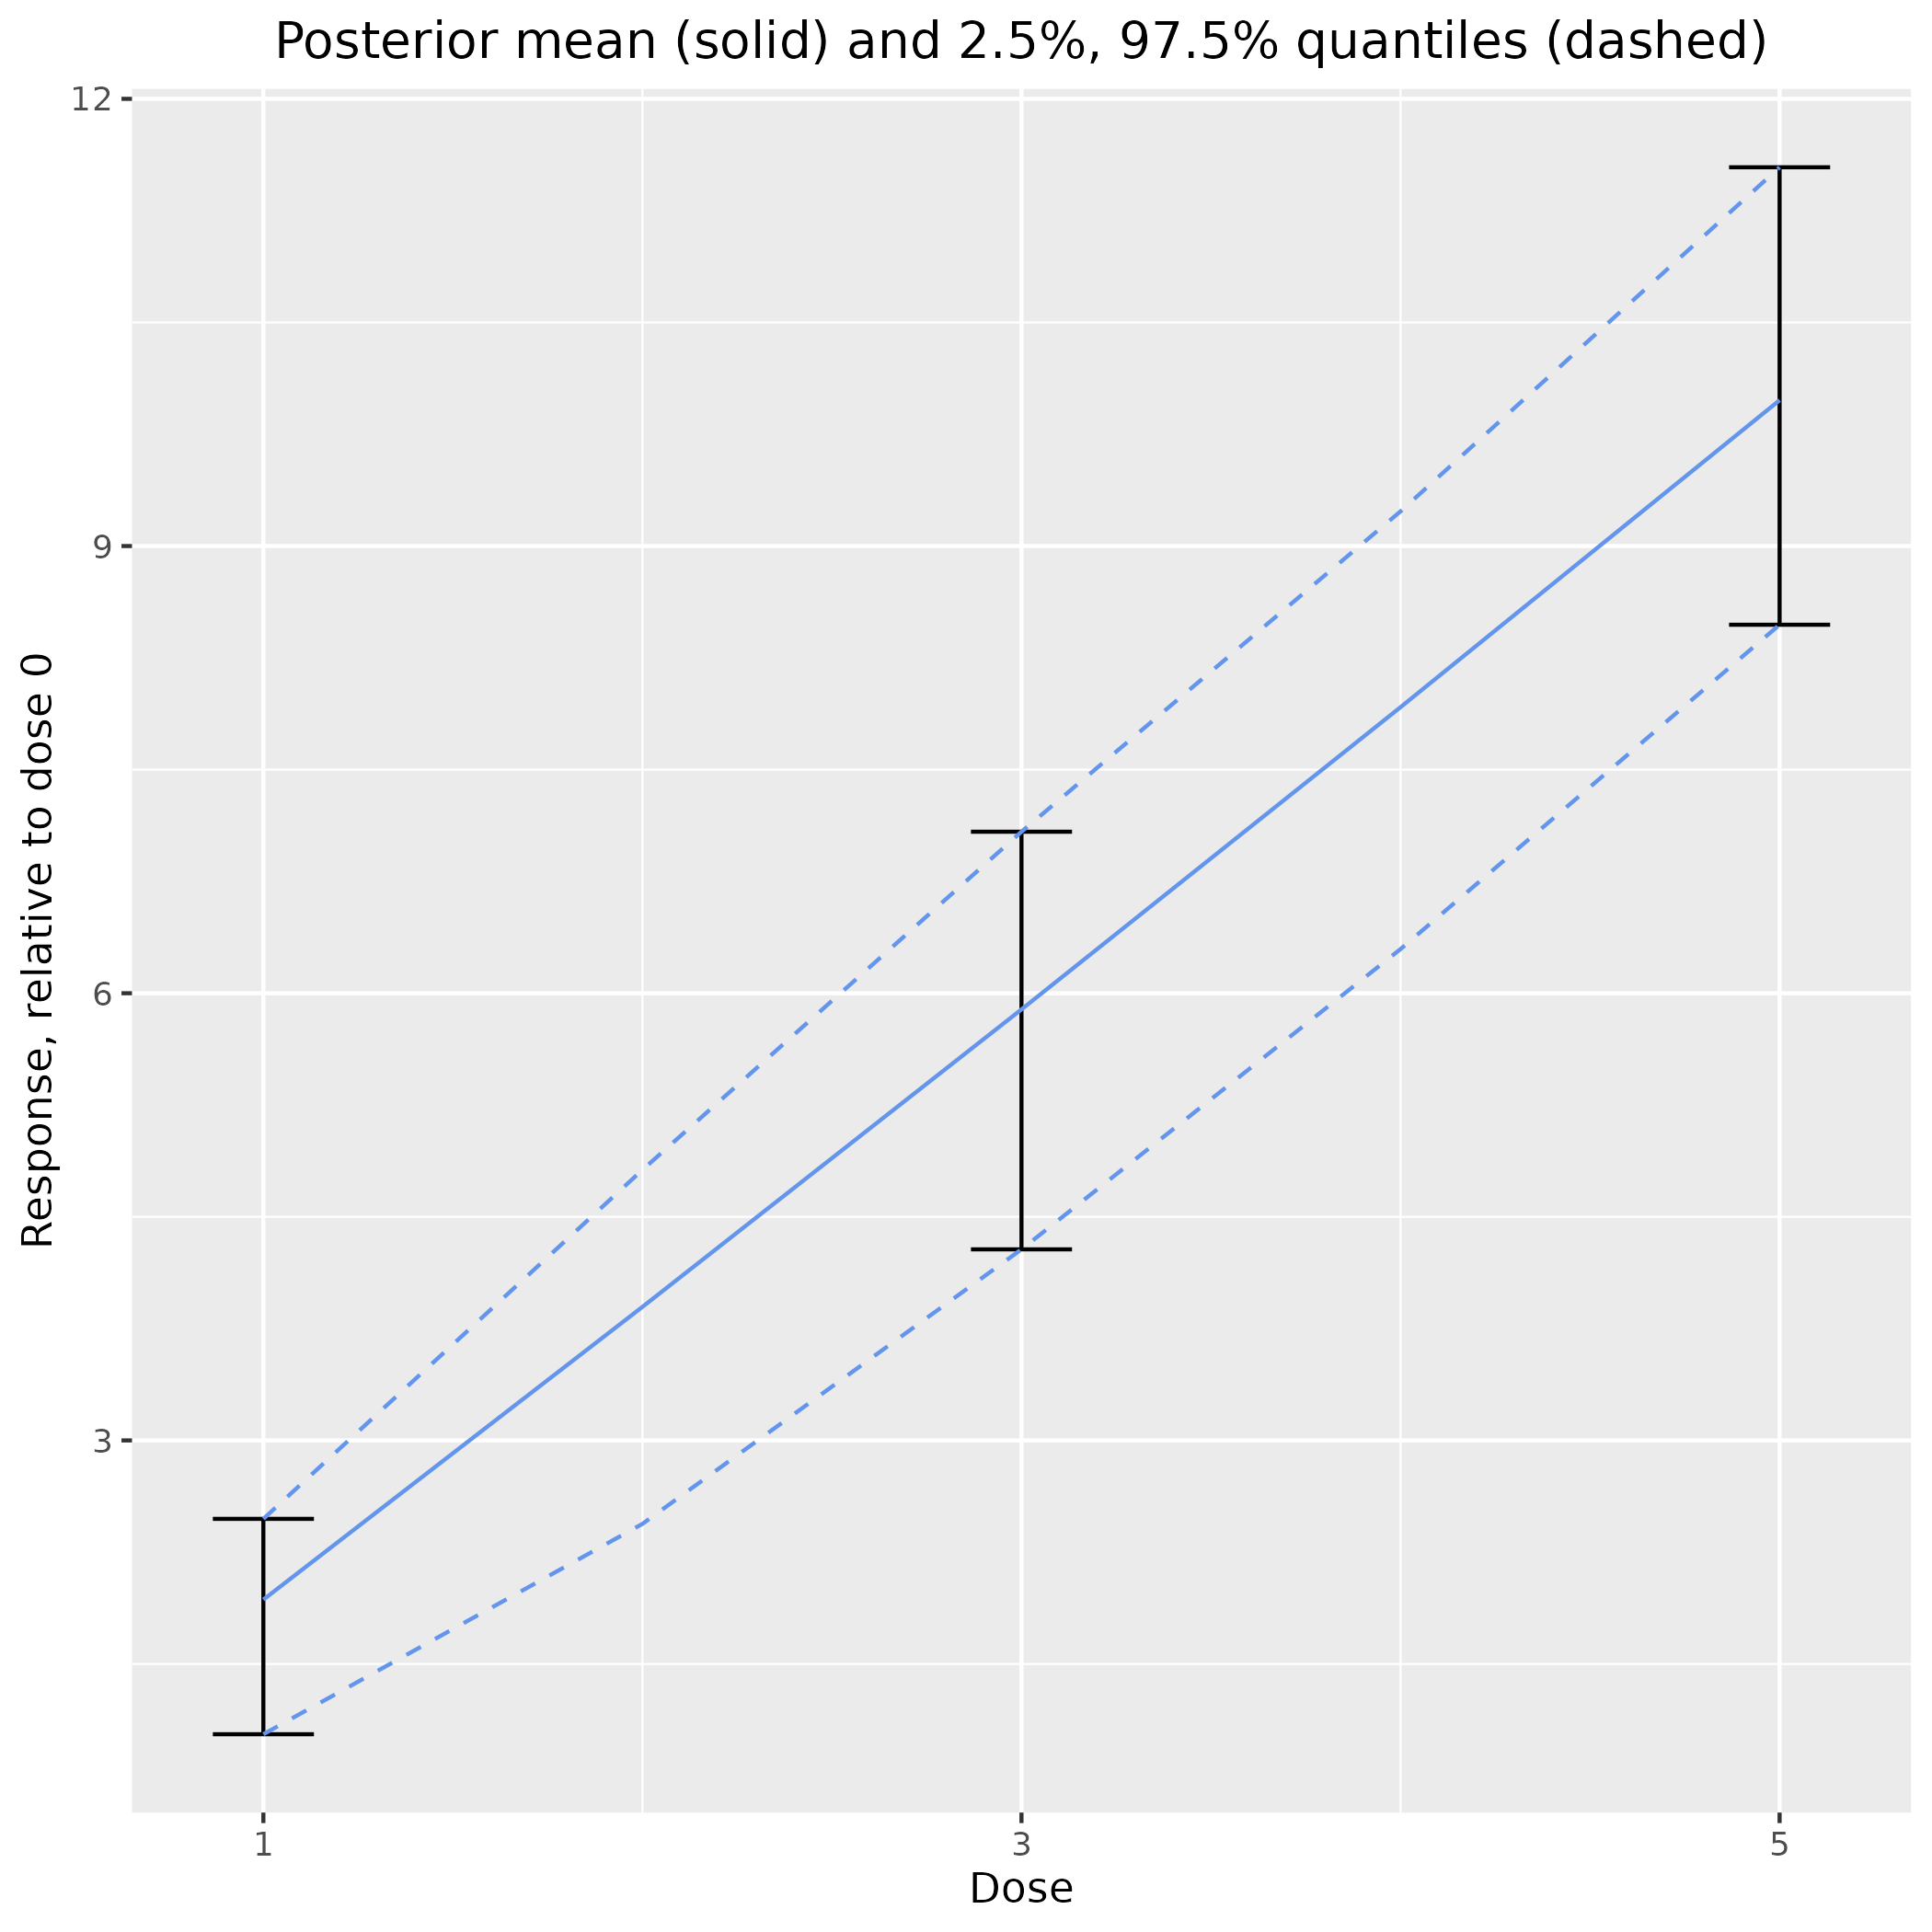 Posterior mean (solid) and 2.5%, 97.5% quantiles (dashed)
12
9
6
3
Response, relative to dose 0
1 3 5
Dose